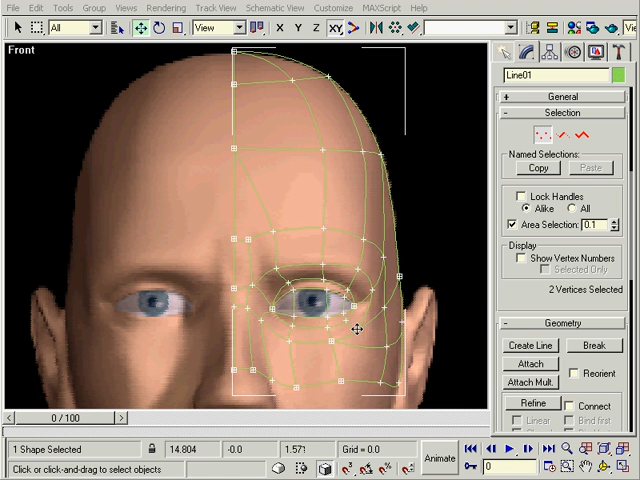 File Edit Tools Group Views Rendering Track View Schematic View Customize MAXScript Help
All View X Y Z XY
Front
Line01
+ General
- Selection
Named Selections:
Copy Paste
Lock Handles
Alike All
Area Selection: 0.1
Display
Show Vertex Numbers
Selected Only
2 Vertices Selected
- Geometry
Create Line Break
Attach
Reorient
Attach Mult.
Refine Connect
Linear Bind first
0 / 100
1 Shape Selected 14.804 -0.0 1.571 Grid = 0.0
Animate
Click or click-and-drag to select objects
0